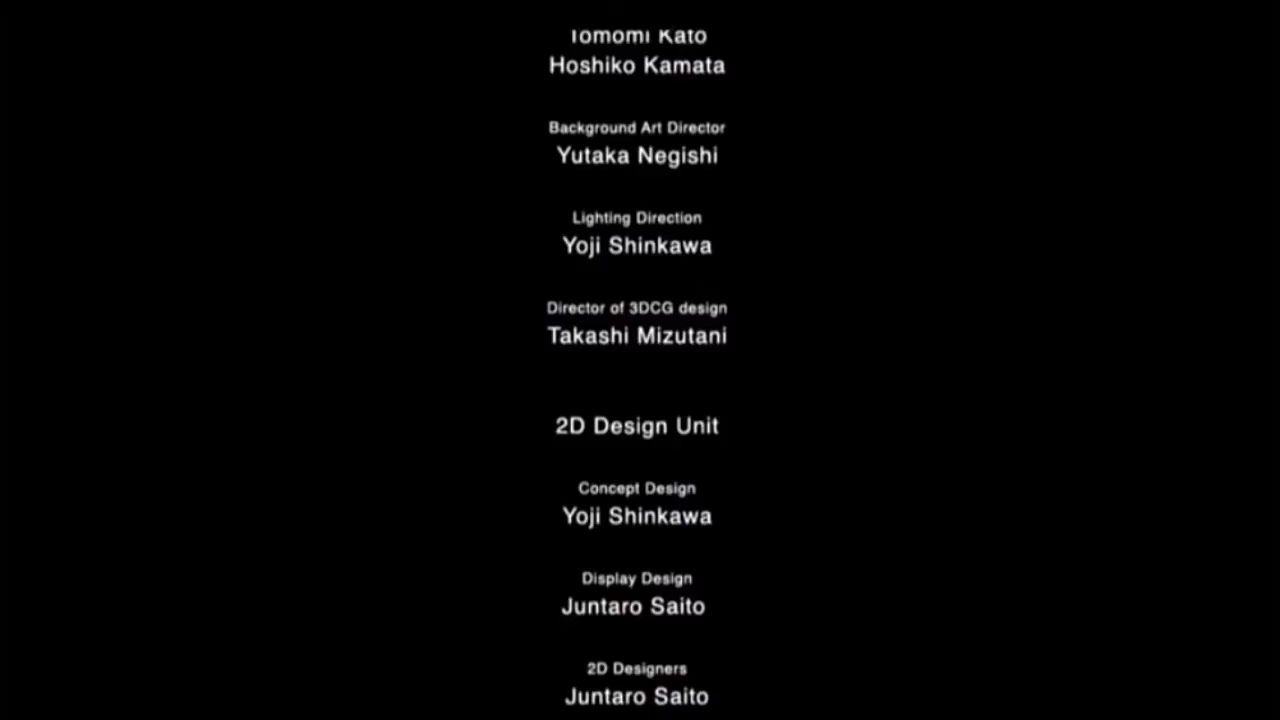 Tomomi Kato
Hoshiko Kamata
Background Art Director
Yutaka Negishi
Lighting Direction
Yoji Shinkawa
Director of 3DCG design
Takashi Mizutani
2D Design Unit
Concept Design
Yoji Shinkawa
Display Design
Juntaro Saito
2D Designers
Juntaro Saito